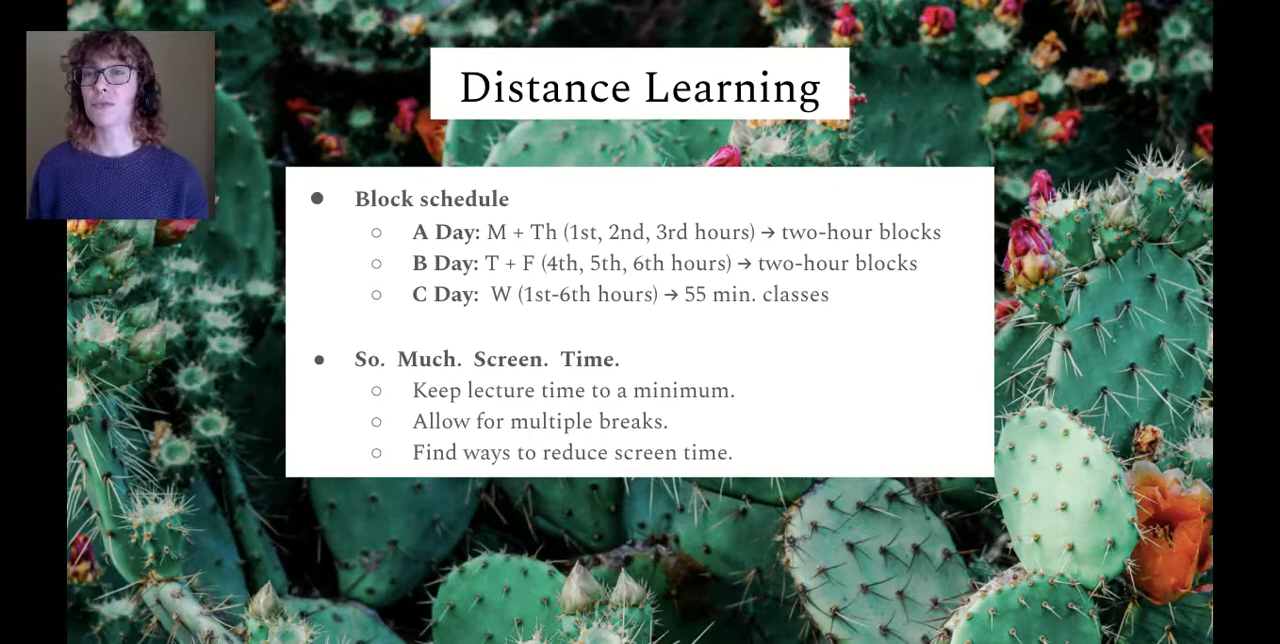 Distance Learning
● Block schedule
○ A Day: M + Th (1st, 2nd, 3rd hours) → two-hour blocks
○ B Day: T + F (4th, 5th, 6th hours) → two-hour blocks
○ C Day: W (1st-6th hours) → 55 min. classes
● So. Much. Screen. Time.
○ Keep lecture time to a minimum.
○ Allow for multiple breaks.
○ Find ways to reduce screen time.